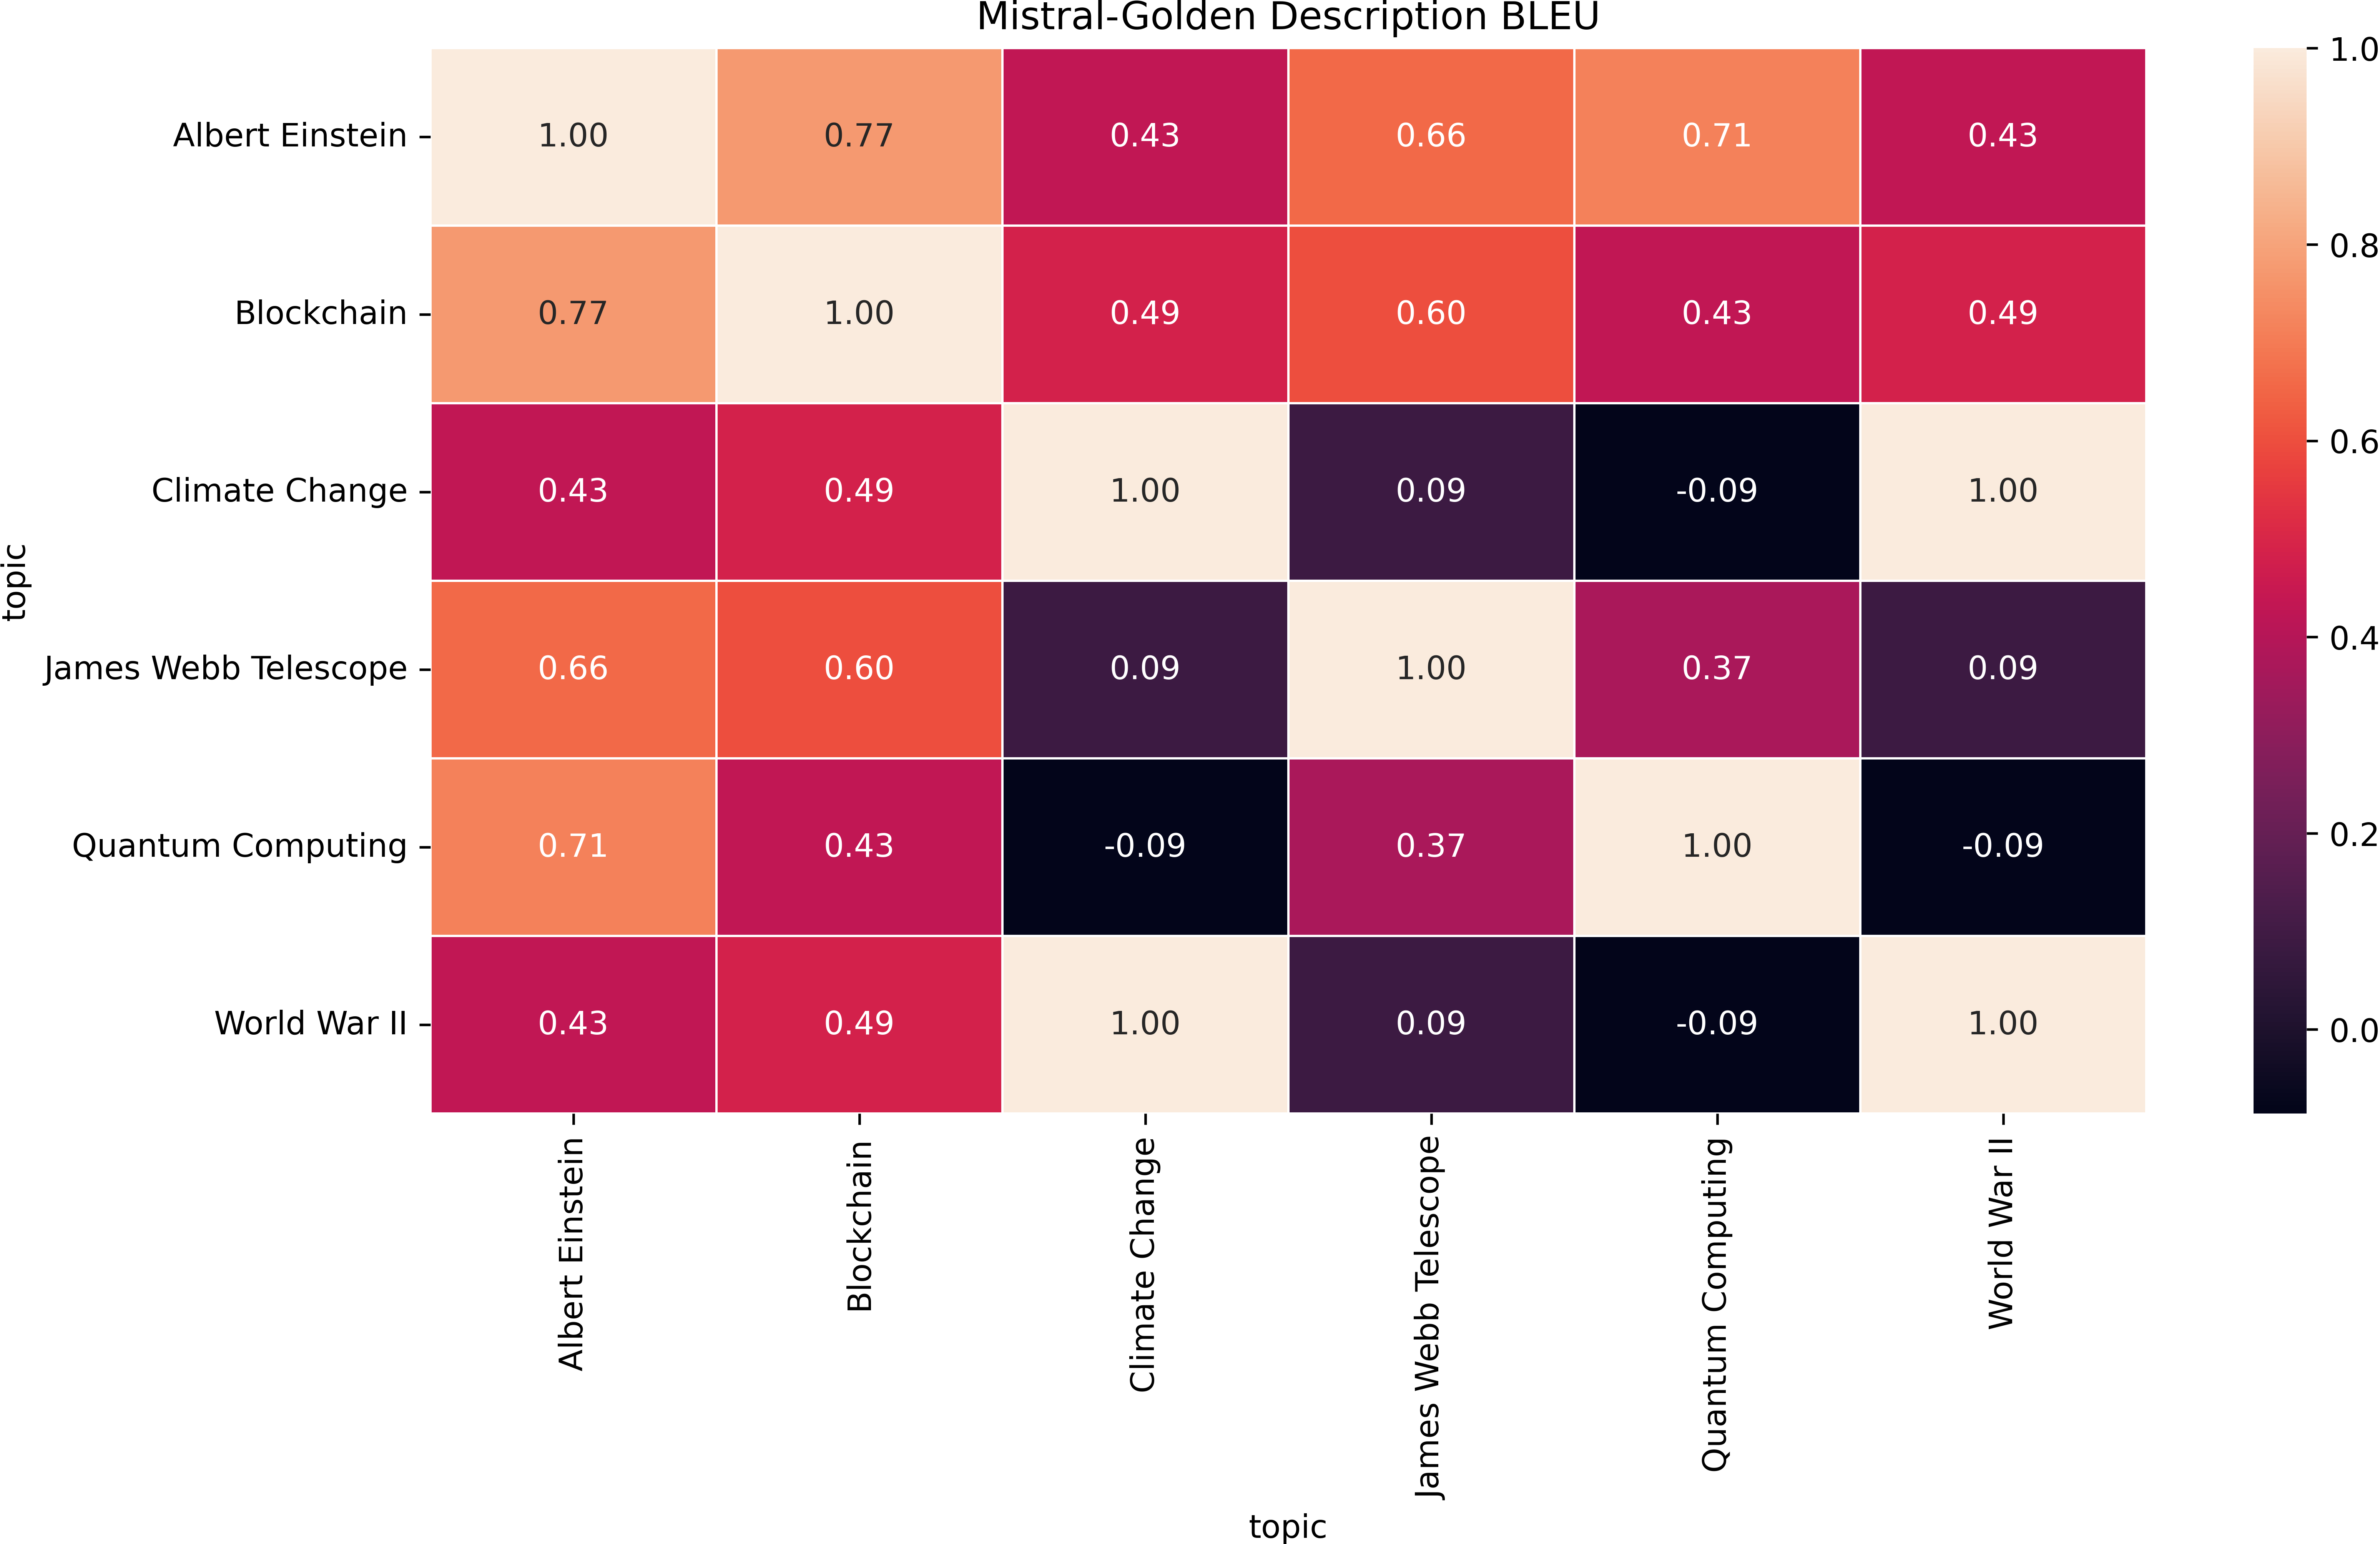 Mistral-Golden Description BLEU
Albert Einstein 1.00 0.77 0.43 0.66 0.71 0.43
Blockchain 0.77 1.00 0.49 0.60 0.43 0.49
Climate Change 0.43 0.49 1.00 0.09 -0.09 1.00
James Webb Telescope 0.66 0.60 0.09 1.00 0.37 0.09
Quantum Computing 0.71 0.43 -0.09 0.37 1.00 -0.09
World War II 0.43 0.49 1.00 0.09 -0.09 1.00
topic
Albert Einstein
Blockchain
Climate Change
James Webb Telescope
Quantum Computing
World War II
topic
1.0
0.8
0.6
0.4
0.2
0.0